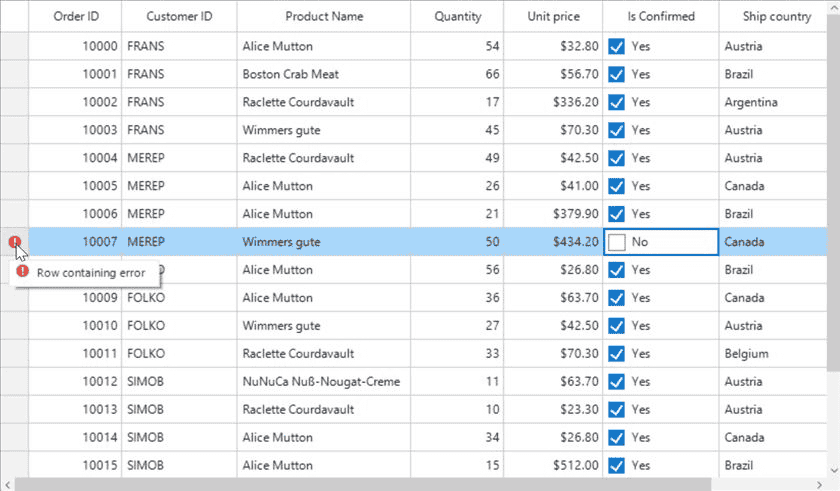 Order ID Customer ID Product Name Quantity Unit price Is Confirmed Ship country
10000 FRANS Alice Mutton 54 $32.80 Yes Austria
10001 FRANS Boston Crab Meat 66 $56.70 Yes Brazil
10002 FRANS Raclette Courdavault 17 $336.20 Yes Argentina
10003 FRANS Wimmers gute 45 $70.30 Yes Austria
10004 MEREP Raclette Courdavault 49 $42.50 Yes Austria
10005 MEREP Alice Mutton 26 $41.00 Yes Canada
10006 MEREP Alice Mutton 21 $379.90 Yes Brazil
10007 MEREP Wimmers gute 50 $434.20 No Canada
Row containing error
Alice Mutton 56 $26.80 Yes Brazil
10009 FOLKO Alice Mutton 36 $63.70 Yes Canada
10010 FOLKO Wimmers gute 27 $42.50 Yes Austria
10011 FOLKO Raclette Courdavault 33 $70.30 Yes Belgium
10012 SIMOB NuNuCa Nuß-Nougat-Creme 11 $63.70 Yes Austria
10013 SIMOB Raclette Courdavault 10 $23.30 Yes Austria
10014 SIMOB Alice Mutton 34 $26.80 Yes Canada
10015 SIMOB Alice Mutton 15 $512.00 Yes Brazil